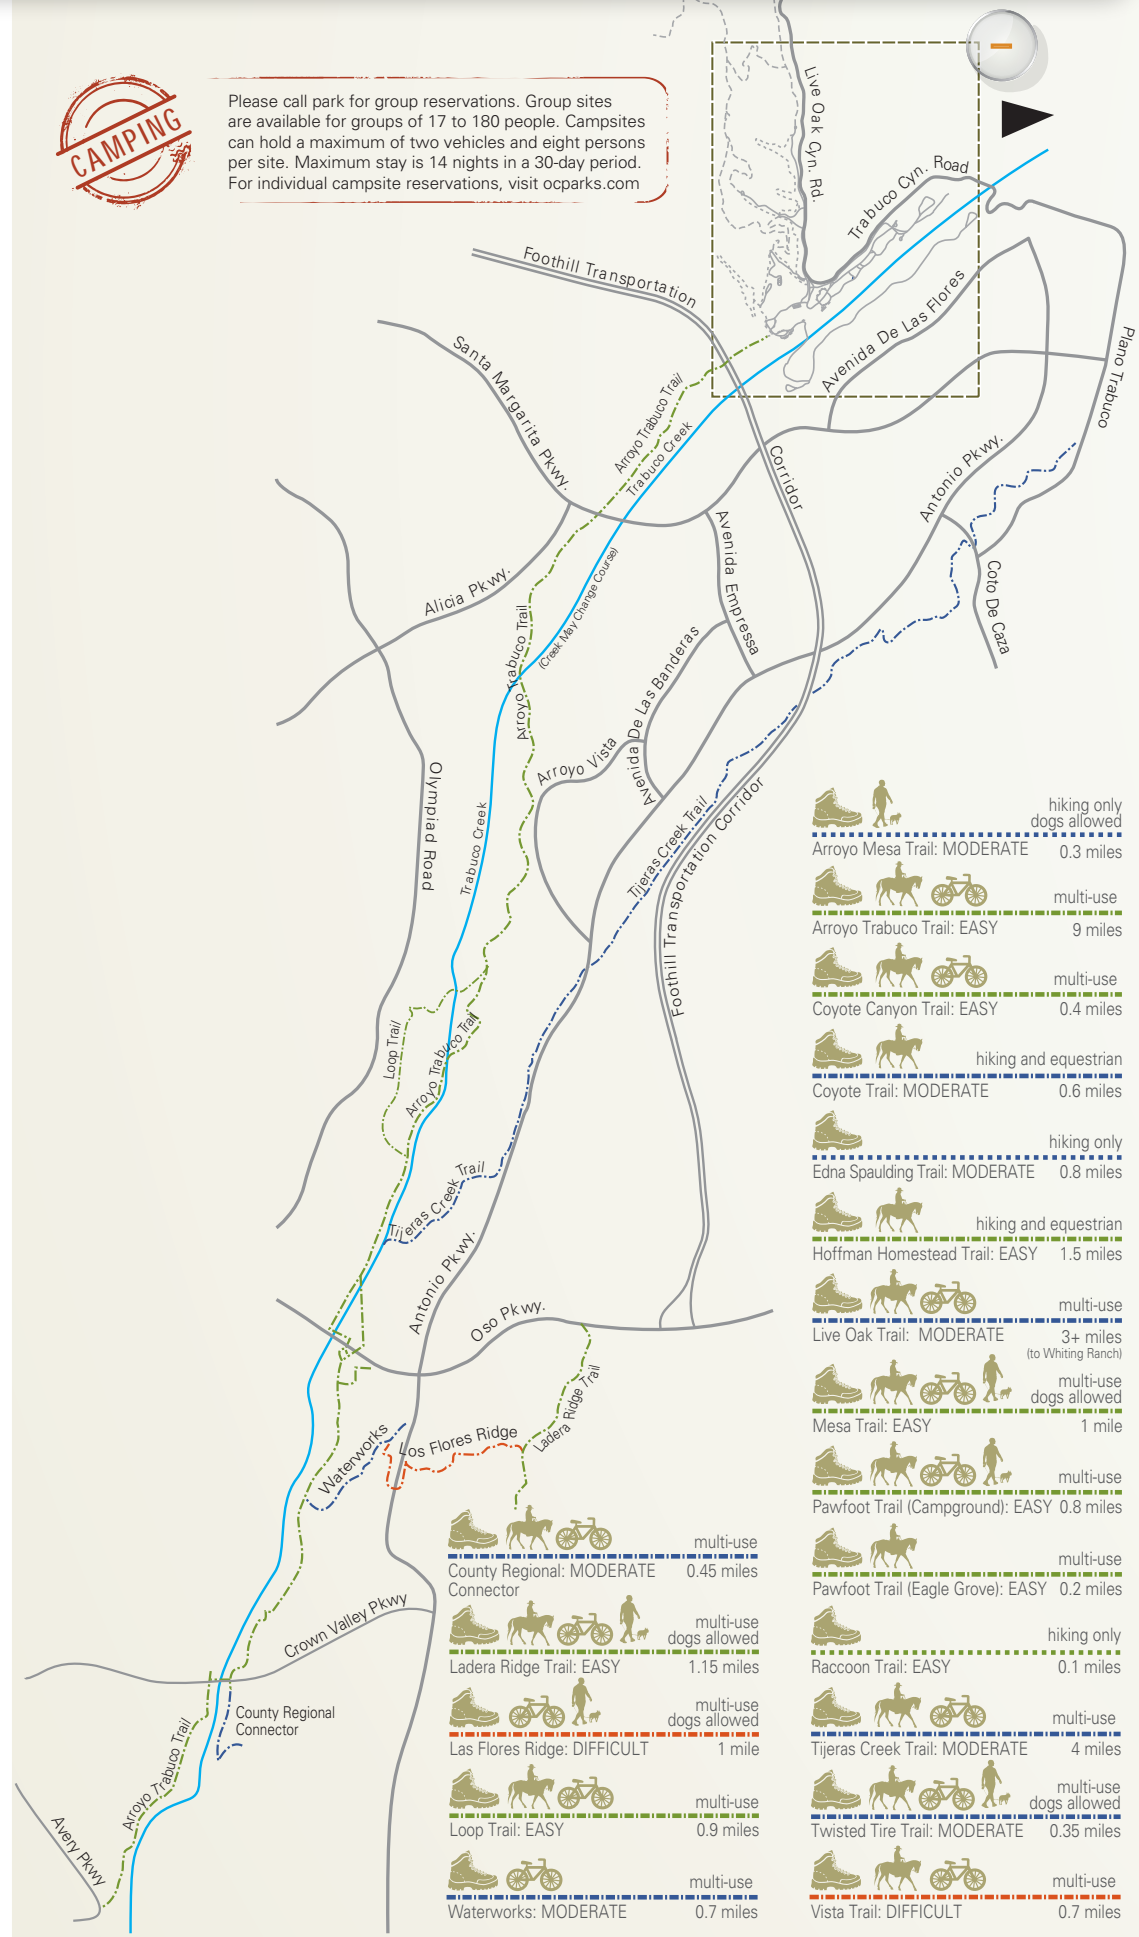 CAMPING
Please call park for group reservations. Group sites
are available for groups of 17 to 180 people. Campsites
can hold a maximum of two vehicles and eight persons
per site. Maximum stay is 14 nights in a 30-day period.
For individual campsite reservations, visit ocparks.com
Live Oak Cyn. Rd.
Trabuco Cyn. Road
Foothill Transportation
Avenida De Las Flores
Plano Trabuco
Santa Margarita Pkwy.
Arroyo Trabuco Trail
Trabuco Creek
Corridor
Antonio Pkwy.
Avenida Empressa
Coto De Caza
Alicia Pkwy.
(Creek May Change Course)
Arroyo Trabuco Trail
Avenida De Las Banderas
Arroyo Vista
Olympiad Road
Trabuco Creek
Tijeras Creek Trail
Foothill Transportation Corridor
Loop Trail
Arroyo Trabuco Trail
Tijeras Creek Trail
Antonio Pkwy.
Oso Pkwy.
Ladera Ridge Trail
Los Flores Ridge
Waterworks
Crown Valley Pkwy
County Regional
Connector
Arroyo Trabuco Trail
Avery Pkwy
hiking only
dogs allowed
Arroyo Mesa Trail: MODERATE 0.3 miles
multi-use
Arroyo Trabuco Trail: EASY 9 miles
multi-use
Coyote Canyon Trail: EASY 0.4 miles
hiking and equestrian
Coyote Trail: MODERATE 0.6 miles
hiking only
Edna Spaulding Trail: MODERATE 0.8 miles
hiking and equestrian
Hoffman Homestead Trail: EASY 1.5 miles
multi-use
Live Oak Trail: MODERATE 3+ miles
(to Whiting Ranch)
multi-use
dogs allowed
Mesa Trail: EASY 1 mile
multi-use
Pawfoot Trail (Campground): EASY 0.8 miles
multi-use
Pawfoot Trail (Eagle Grove): EASY 0.2 miles
hiking only
Raccoon Trail: EASY 0.1 miles
multi-use
Tijeras Creek Trail: MODERATE 4 miles
multi-use
dogs allowed
Twisted Tire Trail: MODERATE 0.35 miles
multi-use
Vista Trail: DIFFICULT 0.7 miles
multi-use
County Regional: MODERATE 0.45 miles
Connector
multi-use
dogs allowed
Ladera Ridge Trail: EASY 1.15 miles
multi-use
dogs allowed
Las Flores Ridge: DIFFICULT 1 mile
multi-use
Loop Trail: EASY 0.9 miles
multi-use
Waterworks: MODERATE 0.7 miles